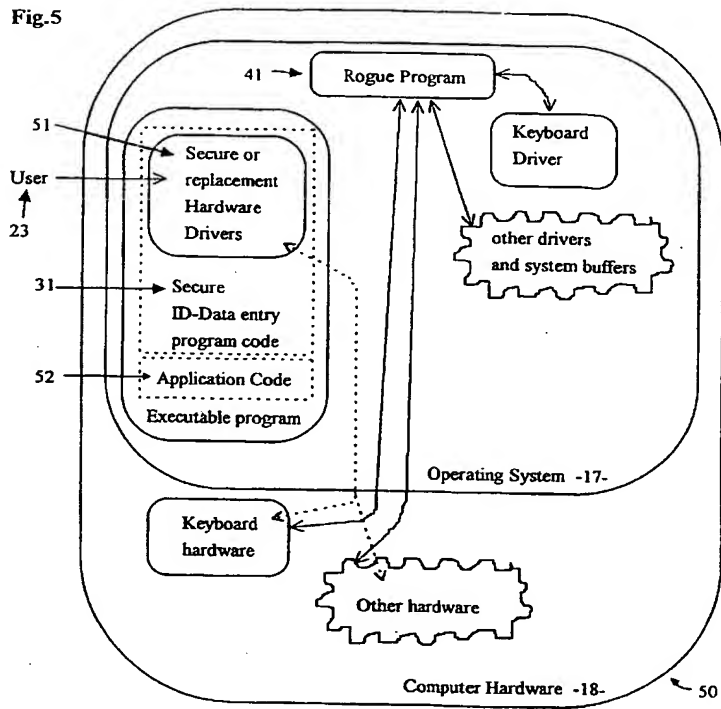 Fig.5
41
Rogue Program
51
User
23
Secure or
replacement
Hardware
Drivers
Keyboard
Driver
other drivers
and system buffers
31
Secure
ID-Data entry
program code
52
Application Code
Executable program
Operating System -17-
Keyboard
hardware
Other hardware
Computer Hardware -18-
50